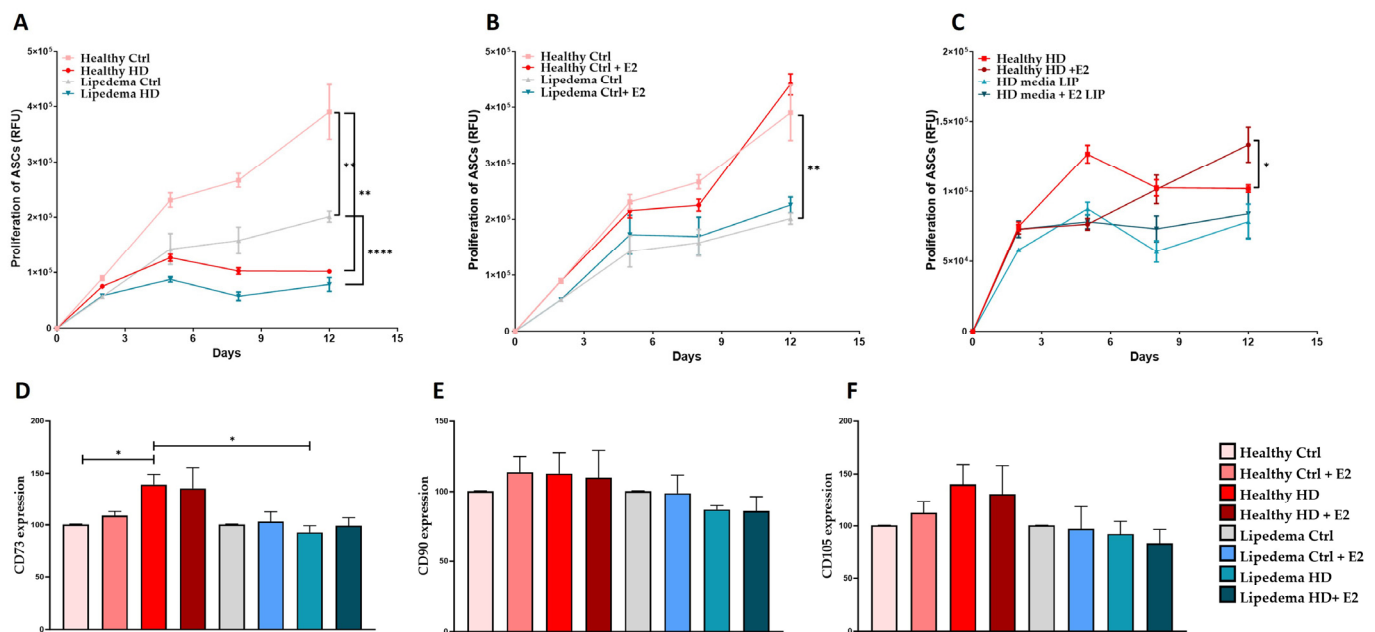 A
Healthy Ctrl
Healthy HD
Lipedema Ctrl
Lipedema HD
Proliferation of ASCs (RFU)
5×10⁵
4×10⁵
3×10⁵
2×10⁵
1×10⁵
0
0 3 6 9 12 15
Days
**
**
****
B
Healthy Ctrl
Healthy Ctrl + E2
Lipedema Ctrl
Lipedema Ctrl+ E2
Proliferation of ASCs (RFU)
5×10⁵
4×10⁵
3×10⁵
2×10⁵
1×10⁵
0
0 3 6 9 12 15
Days
**
C
Healthy HD
Healthy HD +E2
HD media LIP
HD media + E2 LIP
Proliferation of ASCs (RFU)
2×10⁵
1.5×10⁵
1×10⁵
5×10⁴
0
0 3 6 9 12 15
Days
*
D
CD73 expression
200
150
100
50
0
*
*
E
CD90 expression
150
100
50
0
F
CD105 expression
200
150
100
50
0
Healthy Ctrl
Healthy Ctrl + E2
Healthy HD
Healthy HD + E2
Lipedema Ctrl
Lipedema Ctrl + E2
Lipedema HD
Lipedema HD+ E2